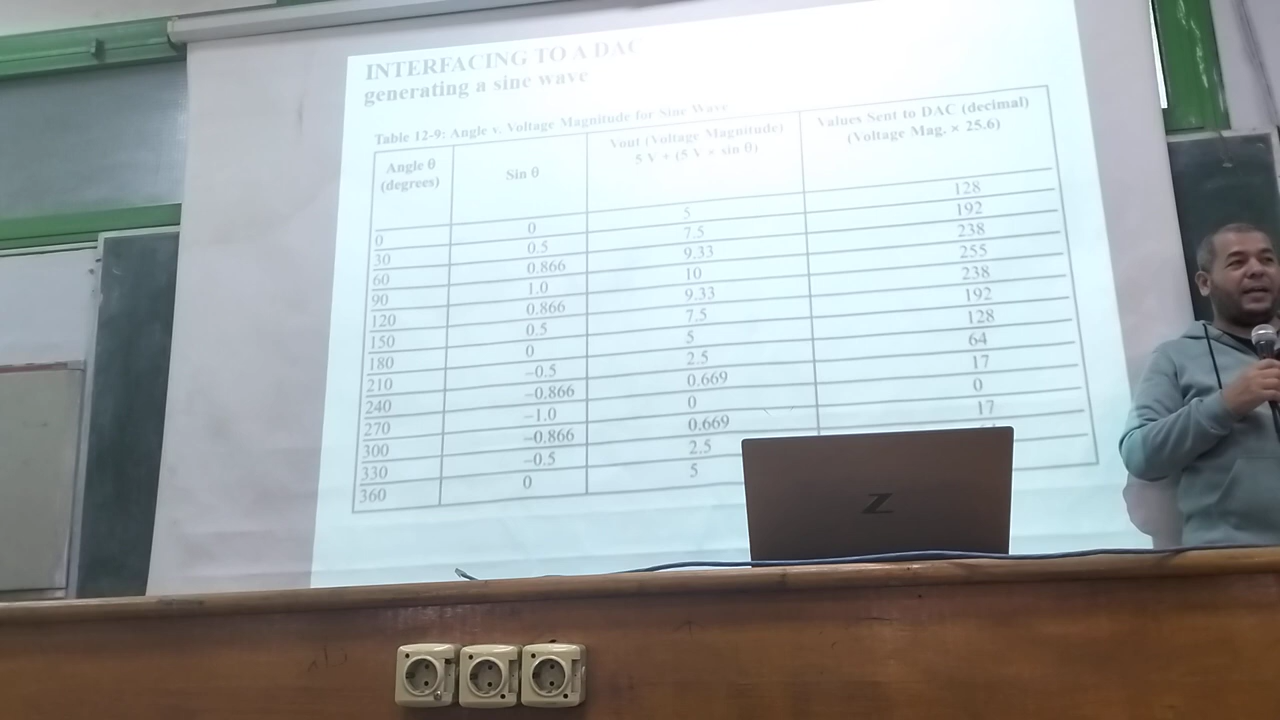 INTERFACING TO A DAC
generating a sine wave
Table 12-9: Angle v. Voltage Magnitude for Sine Wave
Angle θ (degrees) Sin θ Vout (Voltage Magnitude) 5 V + (5 V × sin θ) Values Sent to DAC (decimal) (Voltage Mag. × 25.6)
0 0 5 128
30 0.5 7.5 192
60 0.866 9.33 238
90 1.0 10 255
120 0.866 9.33 238
150 0.5 7.5 192
180 0 5 128
210 –0.5 2.5 64
240 –0.866 0.669 17
270 –1.0 0 0
300 –0.866 0.669 17
330 –0.5 2.5
360 0 5
Z